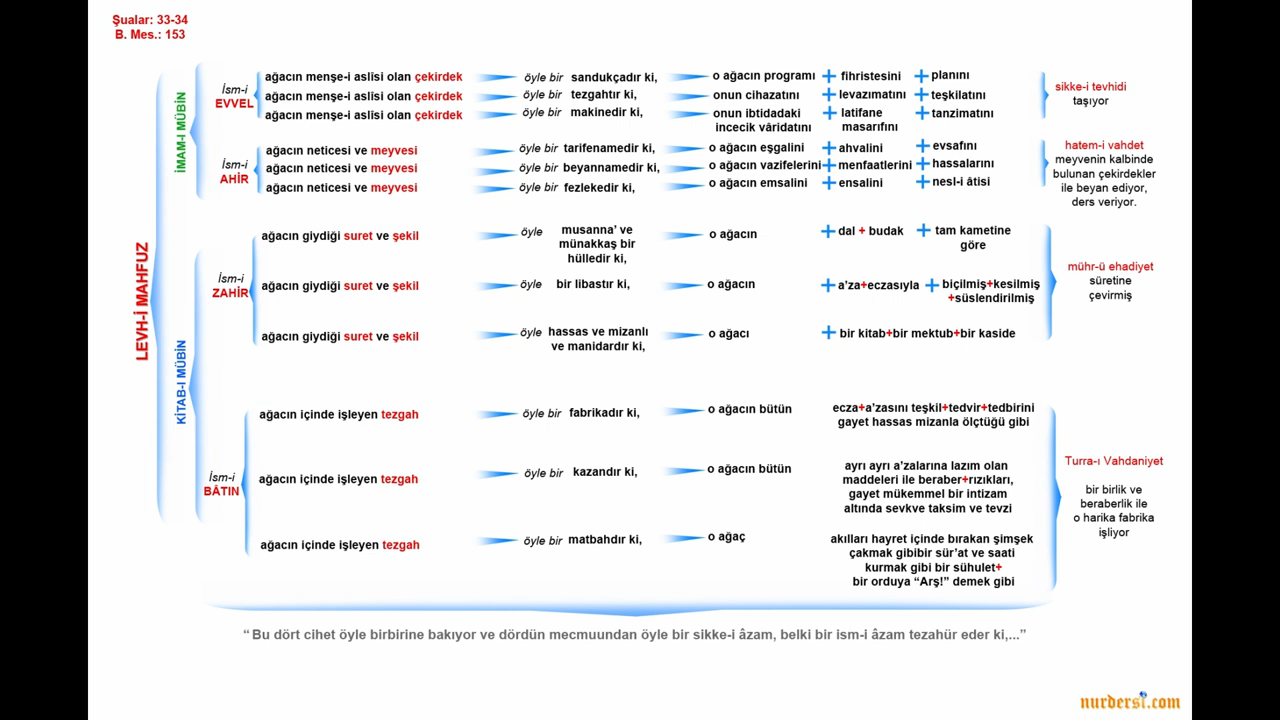 Şualar: 33-34
B. Mes.: 153
LEVH-İ MAHFUZ
İMAM-I MÜBİN
İsm-i
EVVEL
ağacın menşe-i aslîsi olan çekirdek öyle bir sandukçadır ki, o ağacın programı + fihristesini + planını
ağacın menşe-i aslîsi olan çekirdek öyle bir tezgahtır ki, onun cihazatını + levazımatını + teşkilatını
ağacın menşe-i aslîsi olan çekirdek öyle bir makinedir ki, onun ibtidadaki + latifane + tanzimatını
incecik vâridatını masarıfını
sikke-i tevhidi
taşıyor
İsm-i
AHİR
ağacın neticesi ve meyvesi öyle bir tarifenamedir ki, o ağacın eşgalini + ahvalini + evsafını
ağacın neticesi ve meyvesi öyle bir beyannamedir ki, o ağacın vazifelerini + menfaatlerini + hassalarını
ağacın neticesi ve meyvesi öyle bir fezlekedir ki, o ağacın emsalini + ensalini + nesl-i âtisi
hatem-i vahdet
meyvenin kalbinde
bulunan çekirdekler
ile beyan ediyor,
ders veriyor.
KİTAB-I MÜBİN
İsm-i
ZAHİR
ağacın giydiği suret ve şekil öyle musanna' ve o ağacın + dal + budak + tam kametine
münakkaş bir göre
hülledir ki,
ağacın giydiği suret ve şekil öyle bir libastır ki, o ağacın + a'za+eczasıyla + biçilmiş+kesilmiş
+süslendirilmiş
ağacın giydiği suret ve şekil öyle hassas ve mizanlı o ağacı + bir kitab+bir mektub+bir kaside
ve manidardır ki,
mühr-ü ehadiyet
süretine
çevirmiş
İsm-i
BÂTIN
ağacın içinde işleyen tezgah öyle bir fabrikadır ki, o ağacın bütün ecza+a'zasını teşkil+tedvir+tedbirini
gayet hassas mizanla ölçtüğü gibi
ağacın içinde işleyen tezgah öyle bir kazandır ki, o ağacın bütün ayrı ayrı a'zalarına lazım olan
maddeleri ile beraber+rızıkları,
gayet mükemmel bir intizam
altında sevkve taksim ve tevzi
ağacın içinde işleyen tezgah öyle bir matbahdır ki, o ağaç akılları hayret içinde bırakan şimşek
çakmak gibibir sür'at ve saati
kurmak gibi bir sühulet+
bir orduya “Arş!” demek gibi
Turra-ı Vahdaniyet
bir birlik ve
beraberlik ile
o harika fabrika
işliyor
“ Bu dört cihet öyle birbirine bakıyor ve dördün mecmuundan öyle bir sikke-i âzam, belki bir ism-i âzam tezahür eder ki,...”
nurdersi.com